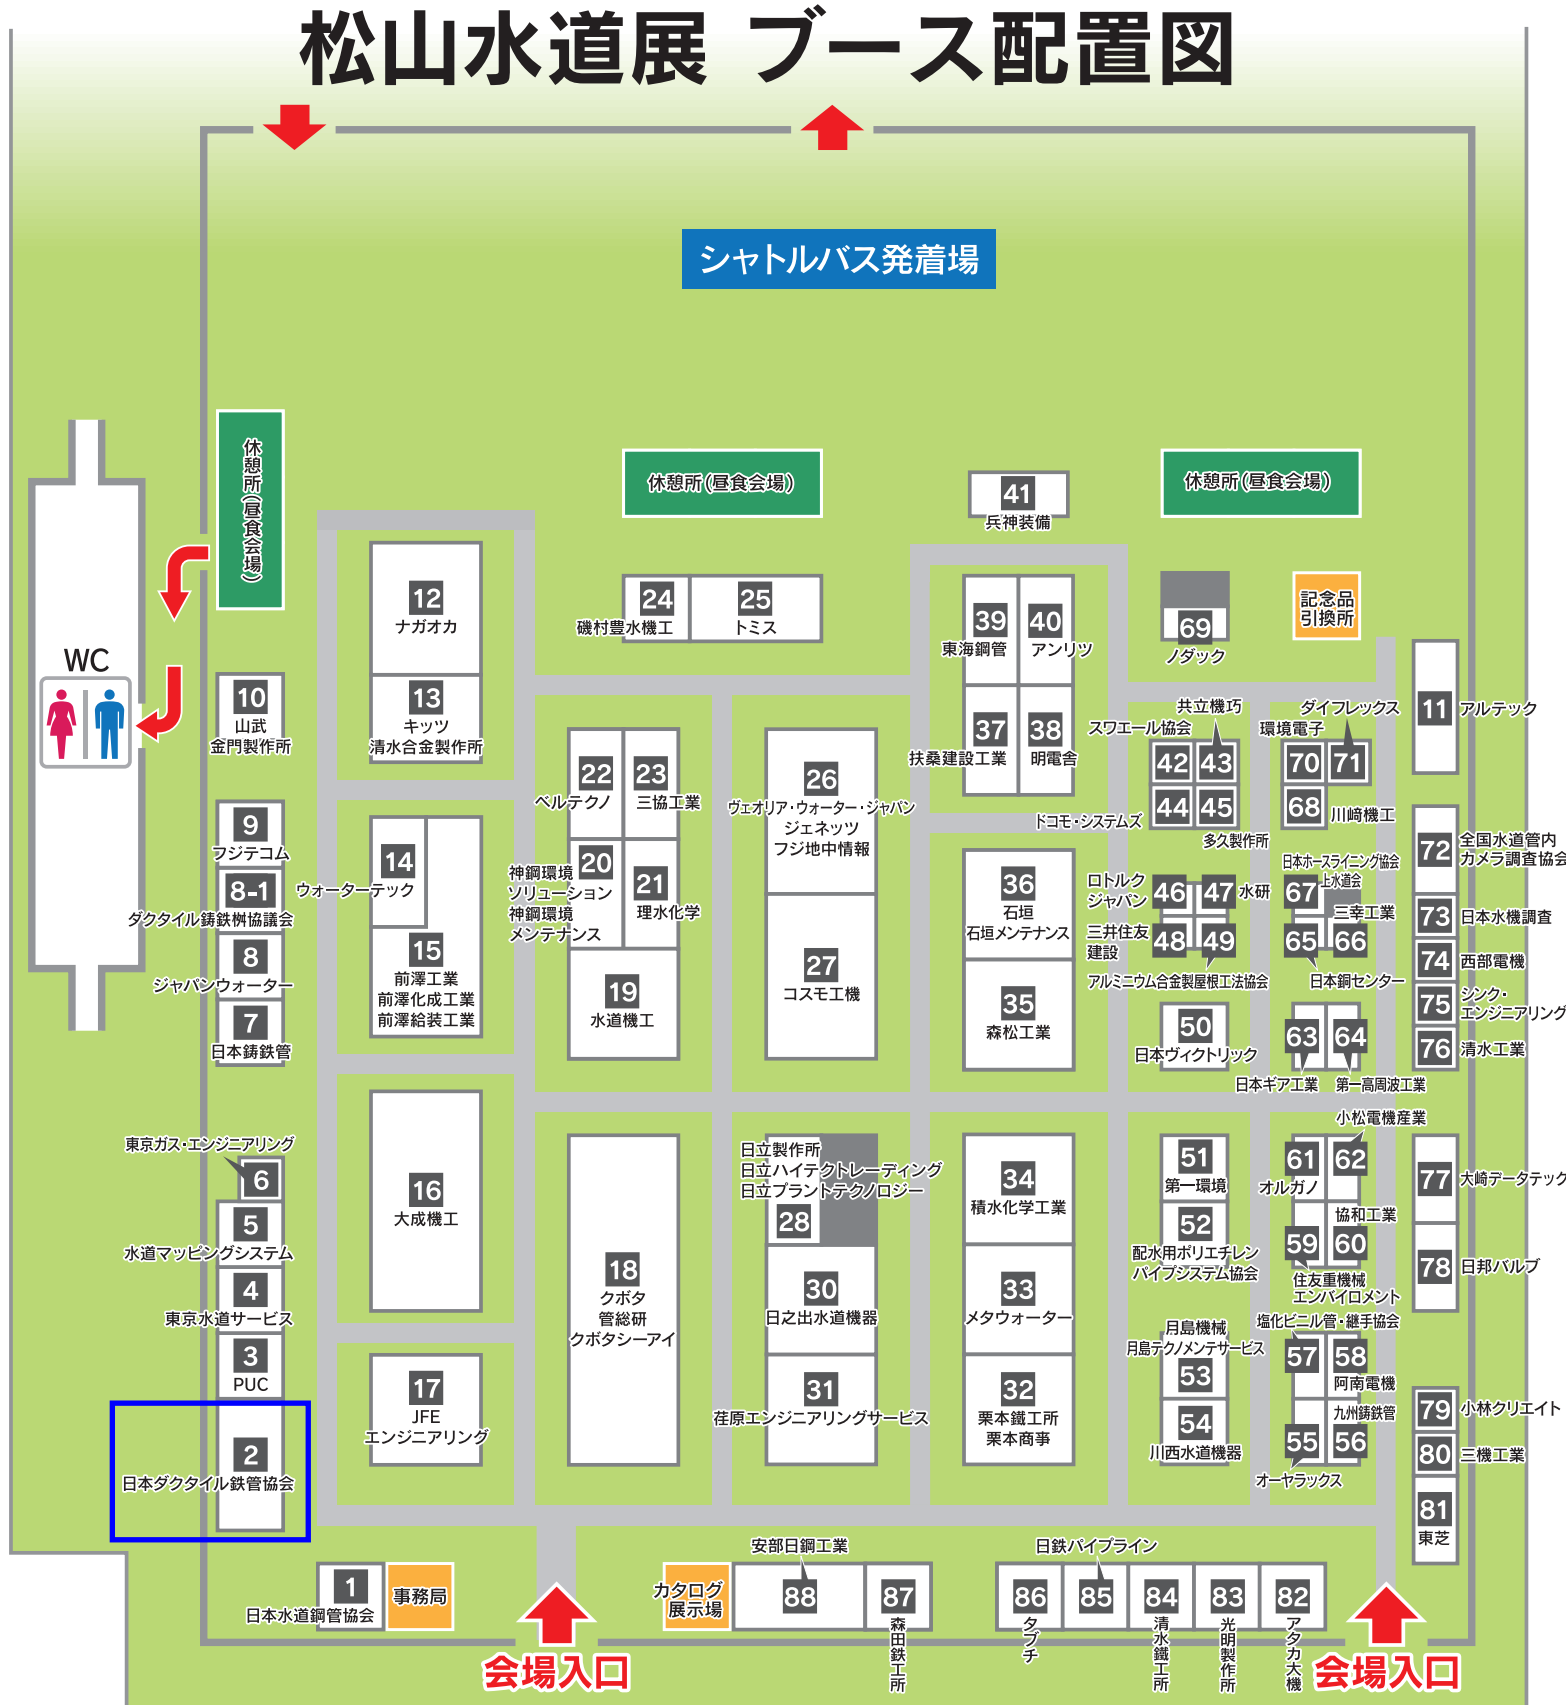 松山水道展 ブース配置図
シャトルバス発着場
休憩所(昼食会場)
休憩所(昼食会場)
休憩所(昼食会場)
WC
記念品
引換所
41
兵神装備
12
ナガオカ
13
キッツ
清水合金製作所
24
磯村豊水機工
25
トミス
39
東海鋼管
40
アンリツ
37
扶桑建設工業
38
明電舎
69
ノダック
10
山武
金門製作所
11
アルテック
9
フジテコム
8-1
ダクタイル鋳鉄桝協議会
8
ジャパンウォーター
7
日本鋳鉄管
14
ウォーターテック
15
前澤工業
前澤化成工業
前澤給装工業
22
ベルテクノ
23
三協工業
20
神鋼環境
ソリューション
神鋼環境
メンテナンス
21
理水化学
19
水道機工
26
ヴェオリア・ウォーター・ジャパン
ジェネッツ
フジ地中情報
27
コスモ工機
36
石垣
石垣メンテナンス
35
森松工業
共立機巧
スワエール協会
42
43
44
45
ドコモ・システムズ
多久製作所
ダイフレックス
環境電子
70
71
68
川﨑機工
ロトルク
ジャパン
46
47
水研
三井住友
建設
48
49
アルミニウム合金製屋根工法協会
日本ホースライニング協会
上水道会
67
三幸工業
65
66
日本銅センター
50
日本ヴィクトリック
63
64
日本ギア工業
第一高周波工業
72
全国水道管内
カメラ調査協会
73
日本水機調査
74
西部電機
75
シンク・
エンジニアリング
76
清水工業
東京ガス・エンジニアリング
6
5
水道マッピングシステム
4
東京水道サービス
3
PUC
2
日本ダクタイル鉄管協会
16
大成機工
17
JFE
エンジニアリング
18
クボタ
管総研
クボタシーアイ
日立製作所
日立ハイテクトレーディング
日立プラントテクノロジー
28
30
日之出水道機器
31
荏原エンジニアリングサービス
34
積水化学工業
33
メタウォーター
32
栗本鐵工所
栗本商事
51
第一環境
52
配水用ポリエチレン
パイプシステム協会
月島機械
月島テクノメンテサービス
53
54
川西水道機器
小松電機産業
61
62
オルガノ
協和工業
59
60
住友重機械
エンバイロメント
塩化ビニル管・継手協会
57
58
阿南電機
九州鋳鉄管
55
56
オーヤラックス
77
大崎データテック
78
日邦バルブ
79
小林クリエイト
80
三機工業
81
東芝
1
日本水道鋼管協会
事務局
カタログ
展示場
安部日鋼工業
88
87
森田鉄工所
日鉄パイプライン
86
タブチ
85
84
清水鐵工所
83
光明製作所
82
アタカ大機
会場入口
会場入口